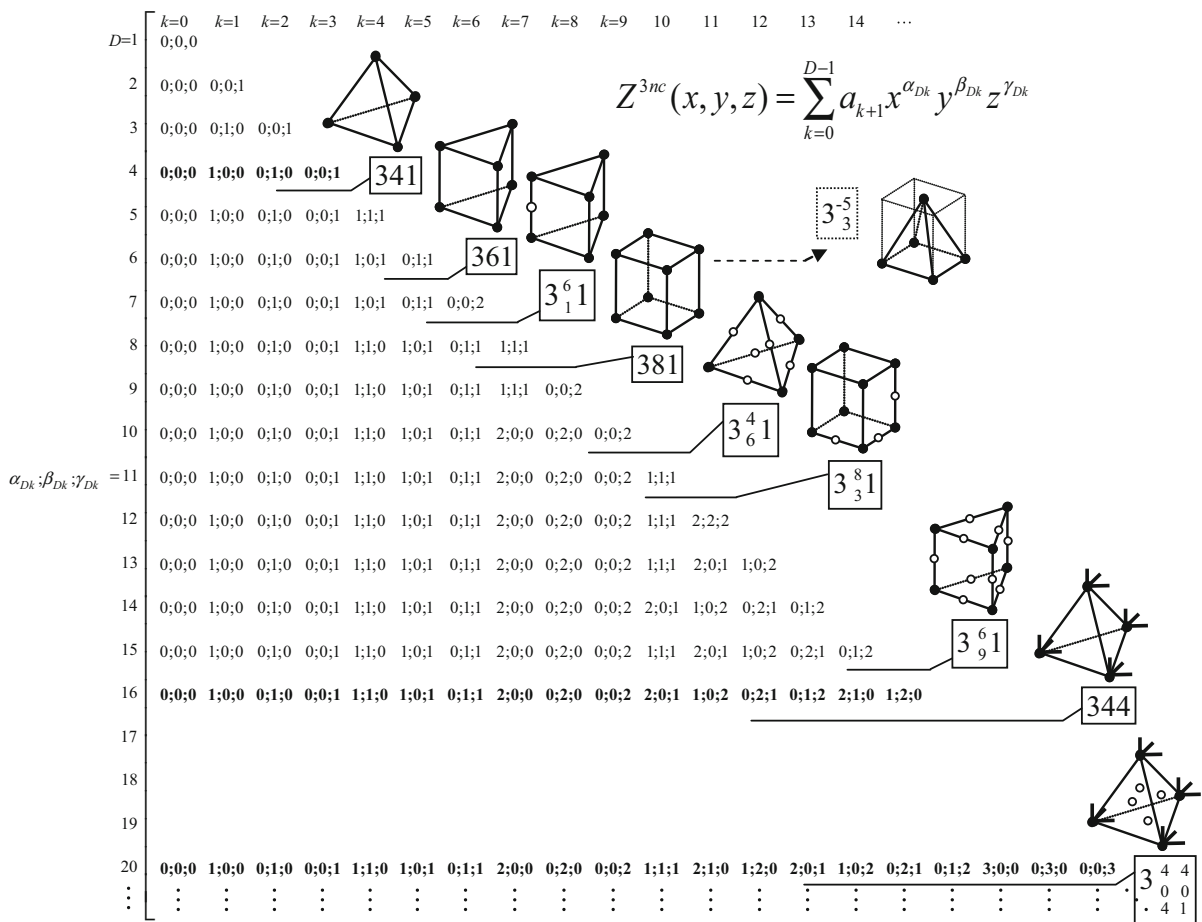 k=0 k=1 k=2 k=3 k=4 k=5 k=6 k=7 k=8 k=9 10 11 12 13 14 ...
D=1 0;0,0
2 0;0;0 0;0;1
Z^{3nc}(x, y, z) = \sum_{k=0}^{D-1} a_{k+1} x^{α_{Dk}} y^{β_{Dk}} z^{γ_{Dk}}
3 0;0;0 0;1;0 0;0;1
4 0;0;0 1;0;0 0;1;0 0;0;1
341
5 0;0;0 1;0;0 0;1;0 0;0;1 1;1;1
3^{-5}_{3}
6 0;0;0 1;0;0 0;1;0 0;0;1 1;0;1 0;1;1
361
7 0;0;0 1;0;0 0;1;0 0;0;1 1;0;1 0;1;1 0;0;2
3^{6}_{1}1
8 0;0;0 1;0;0 0;1;0 0;0;1 1;1;0 1;0;1 0;1;1 1;1;1
381
9 0;0;0 1;0;0 0;1;0 0;0;1 1;1;0 1;0;1 0;1;1 1;1;1 0;0;2
10 0;0;0 1;0;0 0;1;0 0;0;1 1;1;0 1;0;1 0;1;1 2;0;0 0;2;0 0;0;2
3^{4}_{6}1
α_{Dk};β_{Dk};γ_{Dk} =11 0;0;0 1;0;0 0;1;0 0;0;1 1;1;0 1;0;1 0;1;1 2;0;0 0;2;0 0;0;2 1;1;1
3^{8}_{3}1
12 0;0;0 1;0;0 0;1;0 0;0;1 1;1;0 1;0;1 0;1;1 2;0;0 0;2;0 0;0;2 1;1;1 2;2;2
13 0;0;0 1;0;0 0;1;0 0;0;1 1;1;0 1;0;1 0;1;1 2;0;0 0;2;0 0;0;2 1;1;1 2;0;1 1;0;2
14 0;0;0 1;0;0 0;1;0 0;0;1 1;1;0 1;0;1 0;1;1 2;0;0 0;2;0 0;0;2 2;0;1 1;0;2 0;2;1 0;1;2
15 0;0;0 1;0;0 0;1;0 0;0;1 1;1;0 1;0;1 0;1;1 2;0;0 0;2;0 0;0;2 1;1;1 2;0;1 1;0;2 0;2;1 0;1;2
3^{6}_{9}1
16 0;0;0 1;0;0 0;1;0 0;0;1 1;1;0 1;0;1 0;1;1 2;0;0 0;2;0 0;0;2 2;0;1 1;0;2 0;2;1 0;1;2 2;1;0 1;2;0
344
17
18
19
20 0;0;0 1;0;0 0;1;0 0;0;1 1;1;0 1;0;1 0;1;1 2;0;0 0;2;0 0;0;2 1;1;1 2;1;0 1;2;0 2;0;1 1;0;2 0;2;1 0;1;2 3;0;0 0;3;0 0;0;3
3 4 4
0 0
4 1